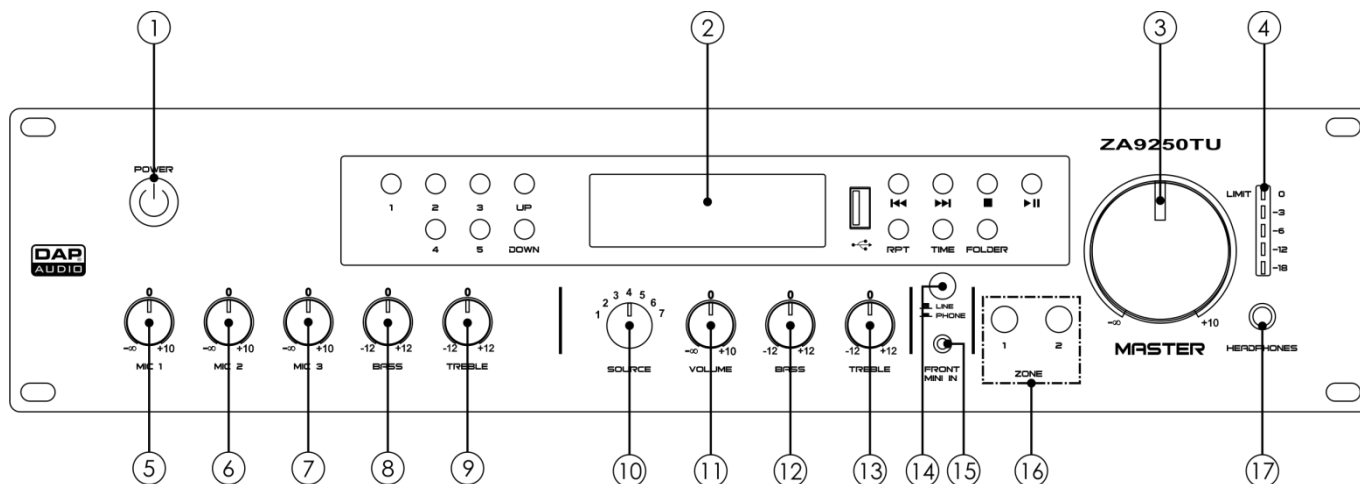 1 2 3 4
ZA9250TU
POWER
1 2 3 UP
4 5 DOWN
RPT TIME FOLDER
LIMIT 0
-3
-6
-12
-18
DAP
AUDIO
0 0 0 0 0
-∞ +10 -∞ +10 -∞ +10 -12 +12 -12 +12
MIC 1 MIC 2 MIC 3 BASS TREBLE
1 2 3 4 5 6 7
SOURCE
0 0 0
-∞ +10 -12 +12 -12 +12
VOLUME BASS TREBLE
LINE
PHONE
FRONT
MINI IN
1 2
ZONE
-∞ +10
MASTER
HEADPHONES
5 6 7 8 9 10 11 12 13 14 15 16 17